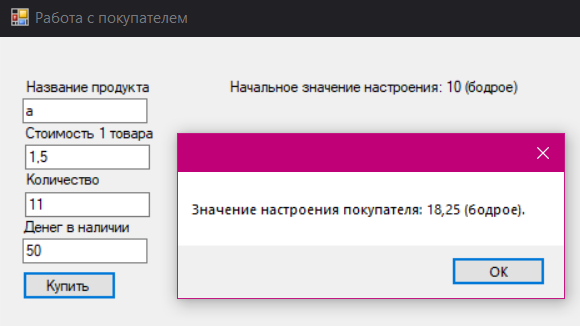 Работа с покупателем
Название продукта
Начальное значение настроения: 10 (бодрое)
а
Стоимость 1 товара
1,5
Количество
11
Денег в наличии
50
Купить
Значение настроения покупателя: 18,25 (бодрое).
ОК